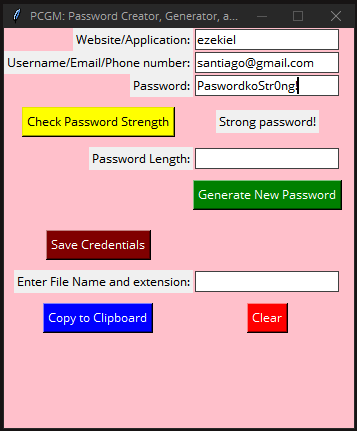 PCGM: Password Creator, Generator, a...
Website/Application: ezekiel
Username/Email/Phone number: santiago@gmail.com
Password: PaswordkoStr0ng!
Check Password Strength Strong password!
Password Length:
Generate New Password
Save Credentials
Enter File Name and extension:
Copy to Clipboard Clear